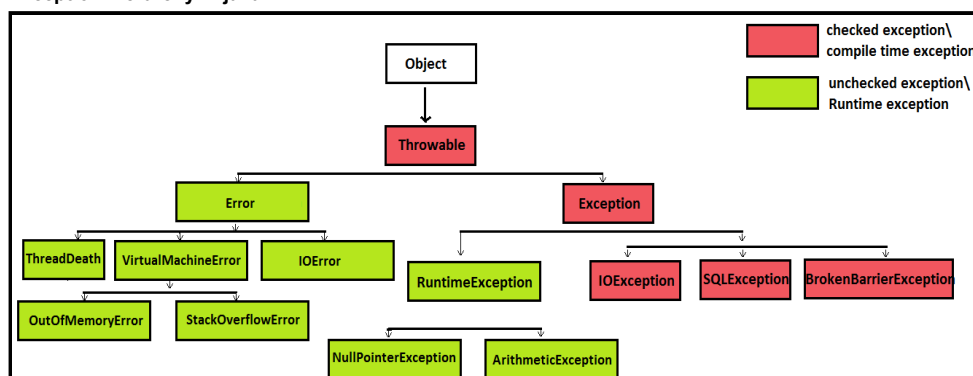 checked exception\
compile time exception
Object
unchecked exception\
Runtime exception
Throwable
Error
Exception
ThreadDeath
VirtualMachineError
IOError
RuntimeException
IOException
SQLException
BrokenBarrierException
OutOfMemoryError
StackOverflowError
NullPointerException
ArithmeticException